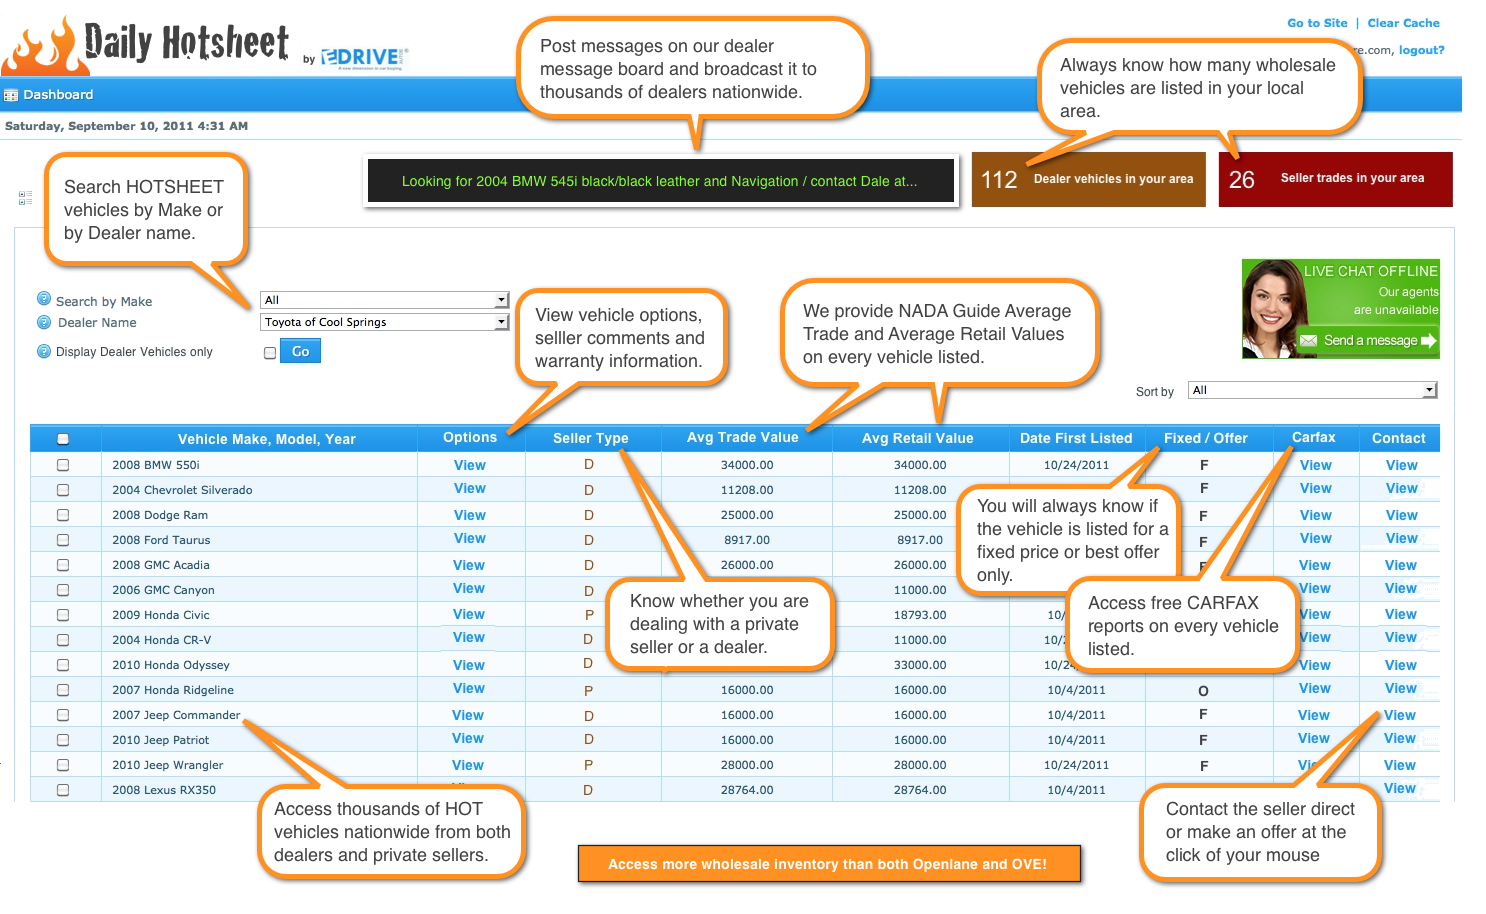 Daily Hotsheet by EDRIVE
Go to Site | Clear Cache
re.com, logout?
Post messages on our dealer
message board and broadcast it to
thousands of dealers nationwide.
Always know how many wholesale
vehicles are listed in your local
area.
Dashboard
Saturday, September 10, 2011 4:31 AM
Search HOTSHEET
vehicles by Make or
by Dealer name.
Looking for 2004 BMW 545i black/black leather and Navigation / contact Dale at...
112 Dealer vehicles in your area
26 Seller trades in your area
LIVE CHAT OFFLINE
Our agents
are unavailable
Send a message
Search by Make All
Dealer Name Toyota of Cool Springs
Display Dealer Vehicles only Go
View vehicle options,
selller comments and
warranty information.
We provide NADA Guide Average
Trade and Average Retail Values
on every vehicle listed.
Sort by All
Vehicle Make, Model, Year Options Seller Type Avg Trade Value Avg Retail Value Date First Listed Fixed / Offer Carfax Contact
2008 BMW 550i View D 34000.00 34000.00 10/24/2011 F View View
2004 Chevrolet Silverado View D 11208.00 11208.00 F View View
2008 Dodge Ram View D 25000.00 25000.00 F View View
2008 Ford Taurus View D 8917.00 8917.00 F View View
2008 GMC Acadia View D 26000.00 26000.00 F View View
2006 GMC Canyon View D 11000.00 View View
2009 Honda Civic View P 18793.00 10/ View View
2004 Honda CR-V View D 11000.00 10/ View View
2010 Honda Odyssey View D 33000.00 10/24 View View
2007 Honda Ridgeline View P 16000.00 16000.00 10/4/2011 O View View
2007 Jeep Commander View D 16000.00 16000.00 10/4/2011 F View View
2010 Jeep Patriot View D 16000.00 16000.00 10/4/2011 F View View
2010 Jeep Wrangler View P 28000.00 28000.00 10/24/2011 F View View
2008 Lexus RX350 D 28764.00 28764.00 10/4/2011 View
You will always know if
the vehicle is listed for a
fixed price or best offer
only.
Know whether you are
dealing with a private
seller or a dealer.
Access free CARFAX
reports on every vehicle
listed.
Access thousands of HOT
vehicles nationwide from both
dealers and private sellers.
Contact the seller direct
or make an offer at the
click of your mouse
Access more wholesale inventory than both Openlane and OVE!